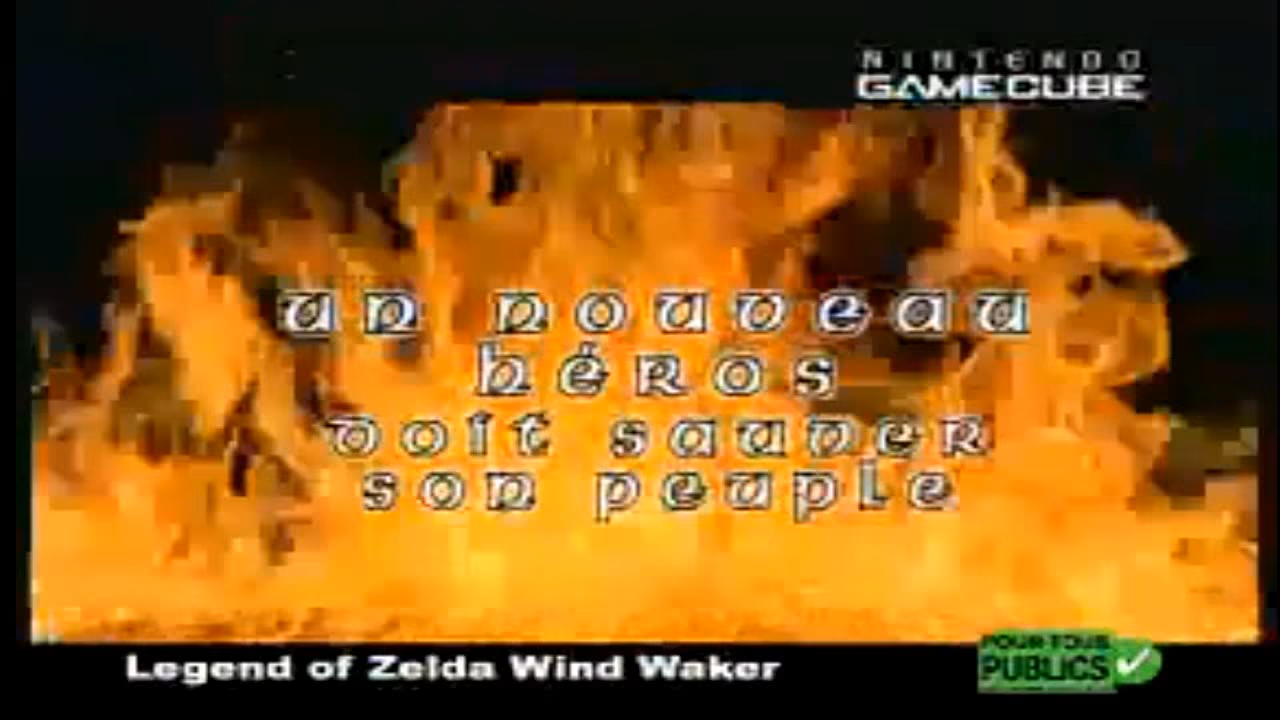 NINTENDO
GAMECUBE
un nouveau
héros
doit sauver
son peuple
Legend of Zelda Wind Waker
POUR TOUS
PUBLICS